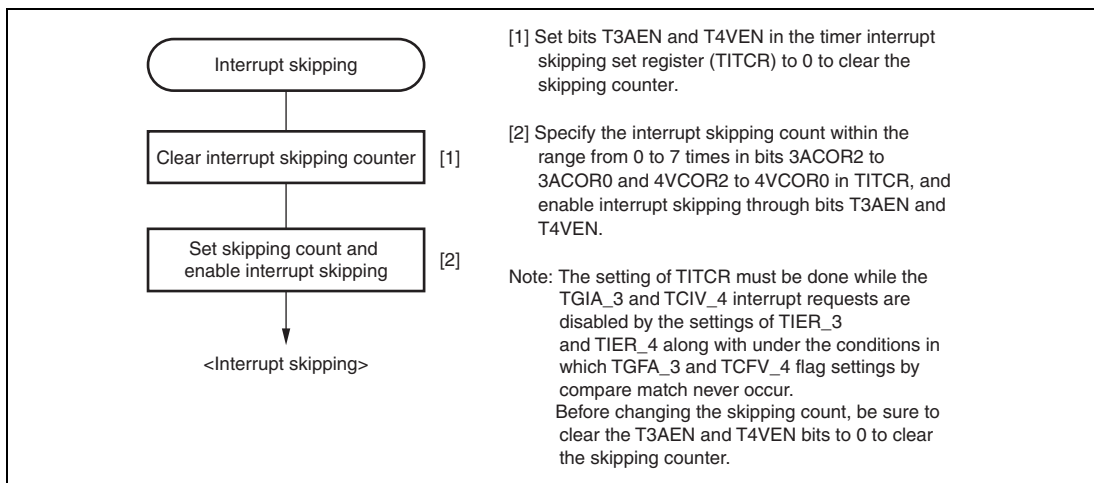 Interrupt skipping
Clear interrupt skipping counter
[1]
Set skipping count and
enable interrupt skipping
[2]
<Interrupt skipping>
[1] Set bits T3AEN and T4VEN in the timer interrupt
skipping set register (TITCR) to 0 to clear the
skipping counter.
[2] Specify the interrupt skipping count within the
range from 0 to 7 times in bits 3ACOR2 to
3ACOR0 and 4VCOR2 to 4VCOR0 in TITCR, and
enable interrupt skipping through bits T3AEN and
T4VEN.
Note: The setting of TITCR must be done while the
TGIA_3 and TCIV_4 interrupt requests are
disabled by the settings of TIER_3
and TIER_4 along with under the conditions in
which TGFA_3 and TCFV_4 flag settings by
compare match never occur.
Before changing the skipping count, be sure to
clear the T3AEN and T4VEN bits to 0 to clear
the skipping counter.